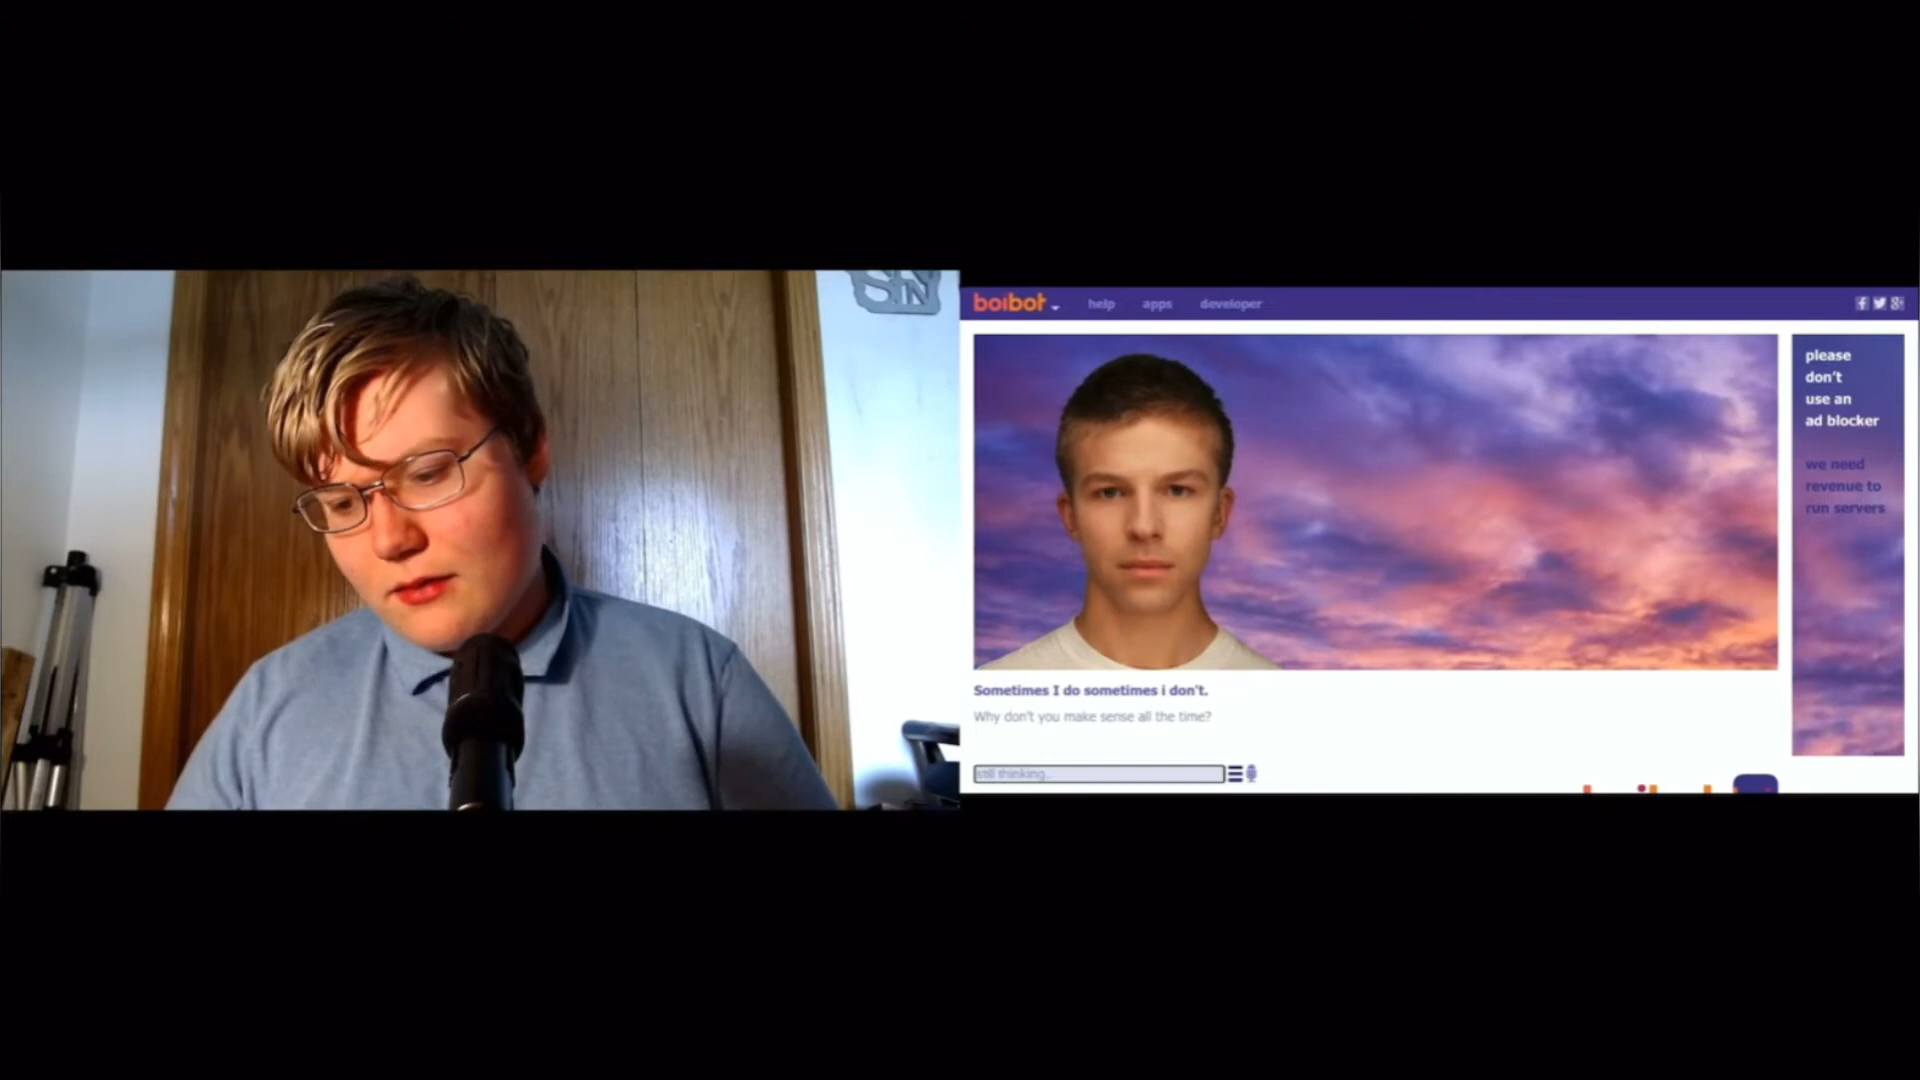 boibot
help
apps
developer
please
don't
use an
ad blocker
we need
revenue to
run servers
Sometimes I do sometimes i don't.
Why don't you make sense all the time?
still thinking..